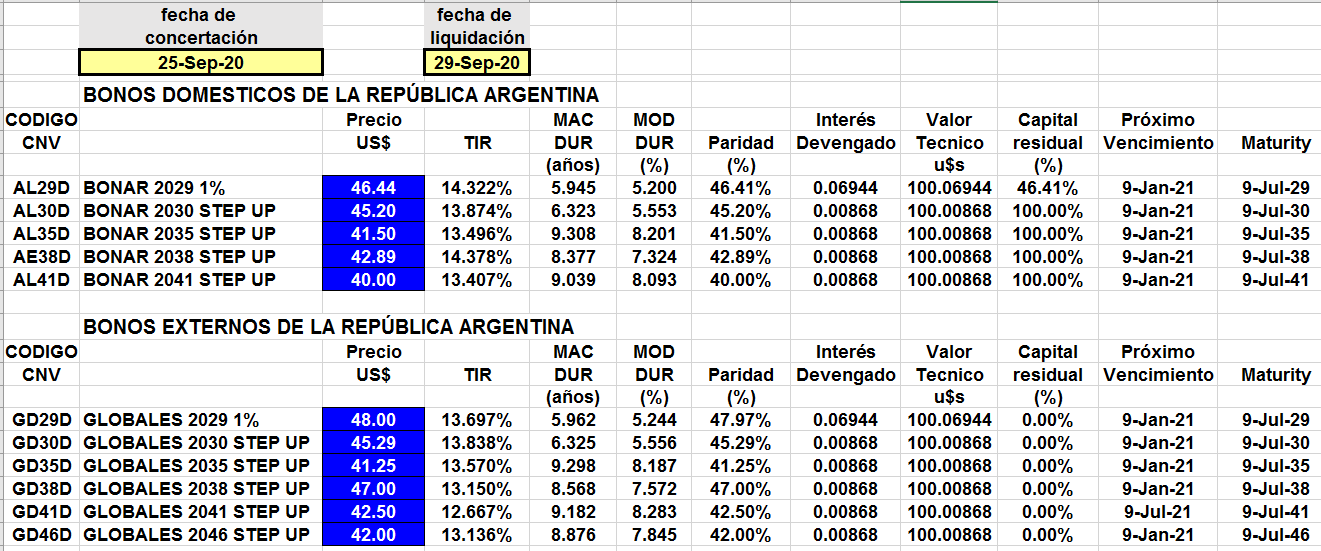 fecha de fecha de
concertación liquidación
25-Sep-20 29-Sep-20
BONOS DOMESTICOS DE LA REPÚBLICA ARGENTINA
CODIGO Precio MAC MOD Interés Valor Capital Próximo
CNV US$ TIR DUR DUR Paridad Devengado Tecnico residual Vencimiento Maturity
(años) (%) (%) u$s (%)
AL29D BONAR 2029 1% 46.44 14.322% 5.945 5.200 46.41% 0.06944 100.06944 46.41% 9-Jan-21 9-Jul-29
AL30D BONAR 2030 STEP UP 45.20 13.874% 6.323 5.553 45.20% 0.00868 100.00868 100.00% 9-Jan-21 9-Jul-30
AL35D BONAR 2035 STEP UP 41.50 13.496% 9.308 8.201 41.50% 0.00868 100.00868 100.00% 9-Jan-21 9-Jul-35
AE38D BONAR 2038 STEP UP 42.89 14.378% 8.377 7.324 42.89% 0.00868 100.00868 100.00% 9-Jan-21 9-Jul-38
AL41D BONAR 2041 STEP UP 40.00 13.407% 9.039 8.093 40.00% 0.00868 100.00868 100.00% 9-Jan-21 9-Jul-41
BONOS EXTERNOS DE LA REPÚBLICA ARGENTINA
CODIGO Precio MAC MOD Interés Valor Capital Próximo
CNV US$ TIR DUR DUR Paridad Devengado Tecnico residual Vencimiento Maturity
(años) (%) (%) u$s (%)
GD29D GLOBALES 2029 1% 48.00 13.697% 5.962 5.244 47.97% 0.06944 100.06944 0.00% 9-Jan-21 9-Jul-29
GD30D GLOBALES 2030 STEP UP 45.29 13.838% 6.325 5.556 45.29% 0.00868 100.00868 0.00% 9-Jan-21 9-Jul-30
GD35D GLOBALES 2035 STEP UP 41.25 13.570% 9.298 8.187 41.25% 0.00868 100.00868 0.00% 9-Jan-21 9-Jul-35
GD38D GLOBALES 2038 STEP UP 47.00 13.150% 8.568 7.572 47.00% 0.00868 100.00868 0.00% 9-Jan-21 9-Jul-38
GD41D GLOBALES 2041 STEP UP 42.50 12.667% 9.182 8.283 42.50% 0.00868 100.00868 0.00% 9-Jul-21 9-Jul-41
GD46D GLOBALES 2046 STEP UP 42.00 13.136% 8.876 7.845 42.00% 0.00868 100.00868 0.00% 9-Jan-21 9-Jul-46